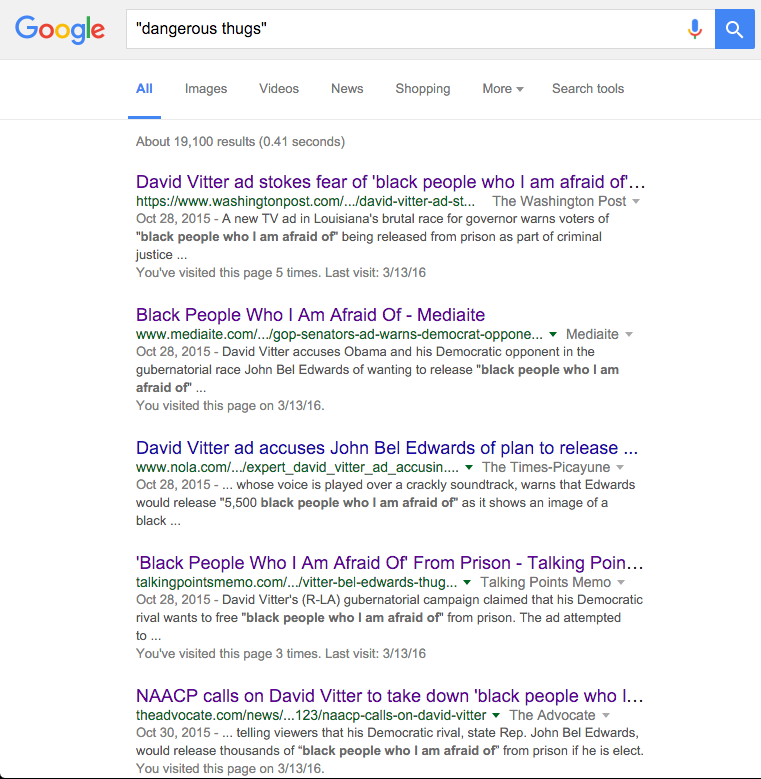 Google
"dangerous thugs"
All Images Videos News Shopping More Search tools
About 19,100 results (0.41 seconds)
David Vitter ad stokes fear of 'black people who I am afraid of'...
https://www.washingtonpost.com/.../david-vitter-ad-st... The Washington Post
Oct 28, 2015 - A new TV ad in Louisiana's brutal race for governor warns voters of
"black people who I am afraid of" being released from prison as part of criminal
justice ...
You've visited this page 5 times. Last visit: 3/13/16
Black People Who I Am Afraid Of - Mediaite
www.mediaite.com/.../gop-senators-ad-warns-democrat-oppone... Mediaite
Oct 28, 2015 - David Vitter accuses Obama and his Democratic opponent in the
gubernatorial race John Bel Edwards of wanting to release "black people who I am
afraid of" ...
You visited this page on 3/13/16.
David Vitter ad accuses John Bel Edwards of plan to release ...
www.nola.com/.../expert_david_vitter_ad_accusin.... The Times-Picayune
Oct 28, 2015 - ... whose voice is played over a crackly soundtrack, warns that Edwards
would release "5,500 black people who I am afraid of" as it shows an image of a
black ...
'Black People Who I Am Afraid Of' From Prison - Talking Poin...
talkingpointsmemo.com/.../vitter-bel-edwards-thug... Talking Points Memo
Oct 28, 2015 - David Vitter's (R-LA) gubernatorial campaign claimed that his Democratic
rival wants to free "black people who I am afraid of" from prison. The ad attempted
to ...
You've visited this page 3 times. Last visit: 3/13/16
NAACP calls on David Vitter to take down 'black people who I...
theadvocate.com/news/...123/naacp-calls-on-david-vitter The Advocate
Oct 30, 2015 - ... telling viewers that his Democratic rival, state Rep. John Bel Edwards,
would release thousands of “black people who I am afraid of” from prison if he is elect.
You visited this page on 3/13/16.